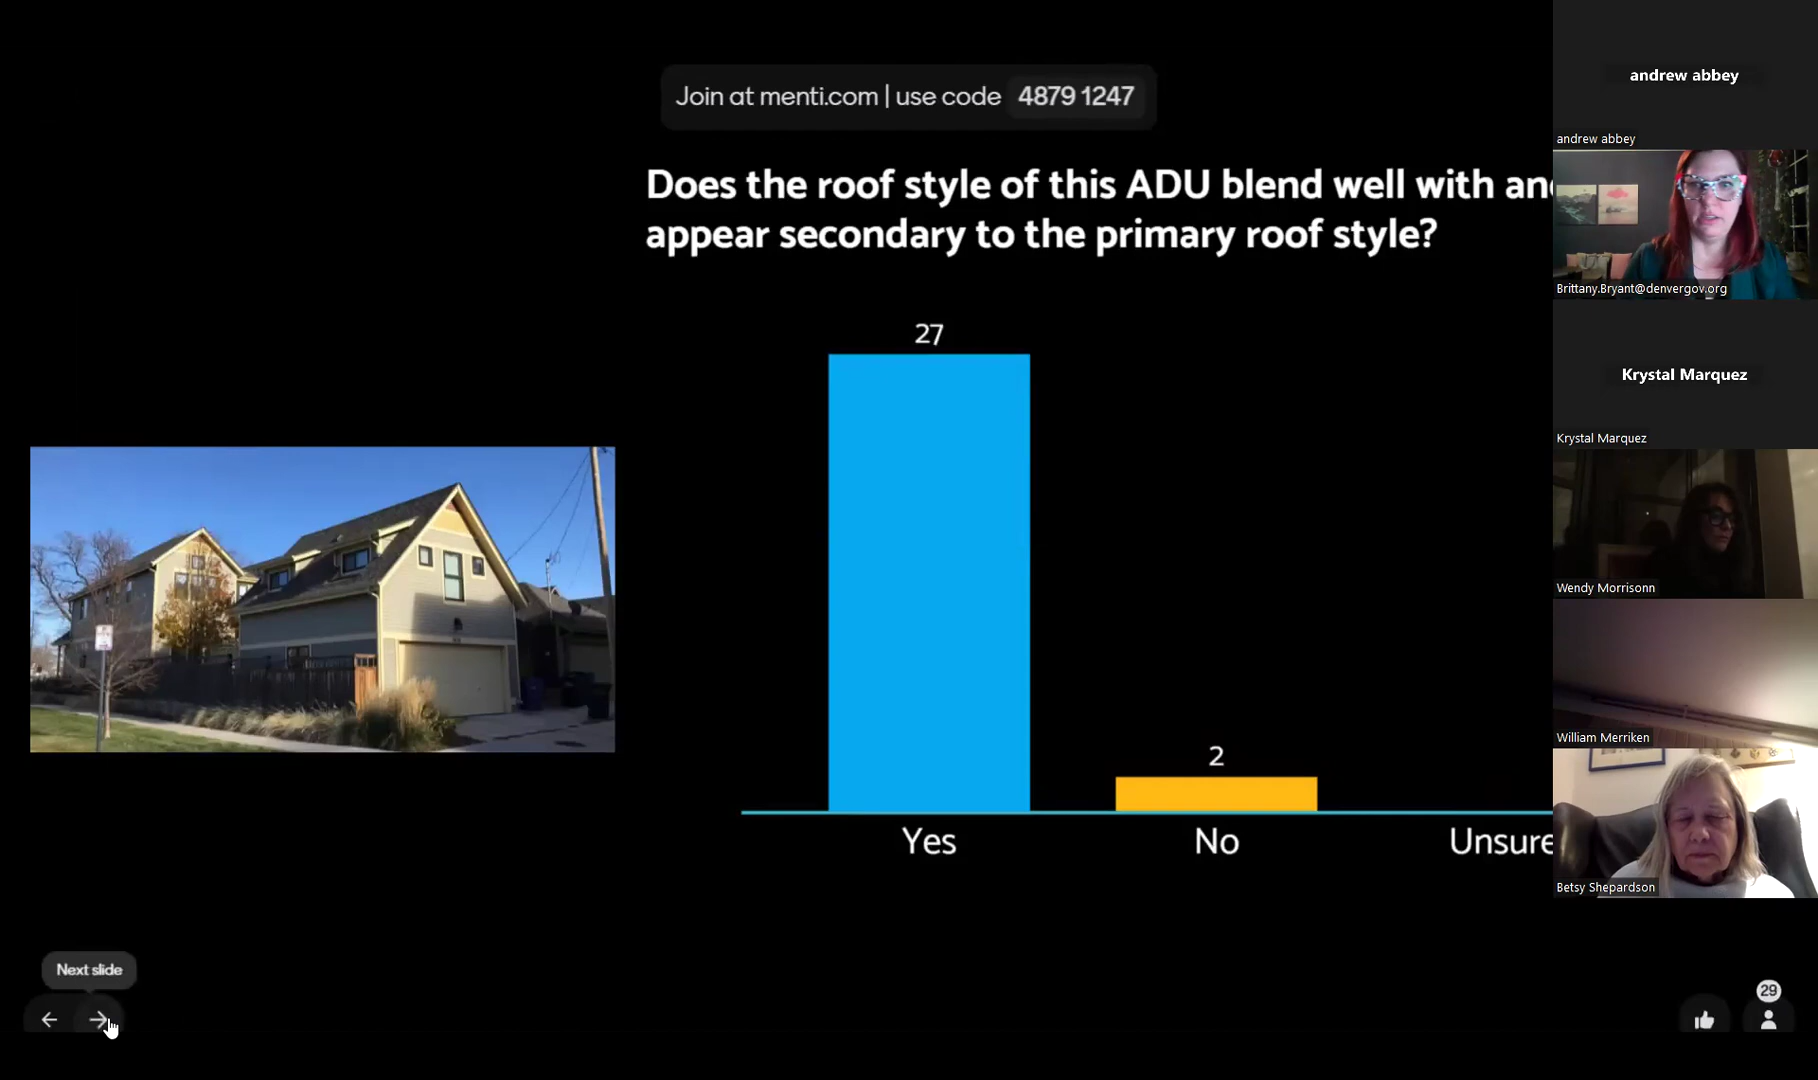 Join at menti.com | use code 4879 1247
Does the roof style of this ADU blend well with an
appear secondary to the primary roof style?
27
2
Yes
No
Unsure
Next slide
29
andrew abbey
andrew abbey
Brittany.Bryant@denvergov.org
Krystal Marquez
Krystal Marquez
Wendy Morrisonn
William Merriken
Betsy Shepardson